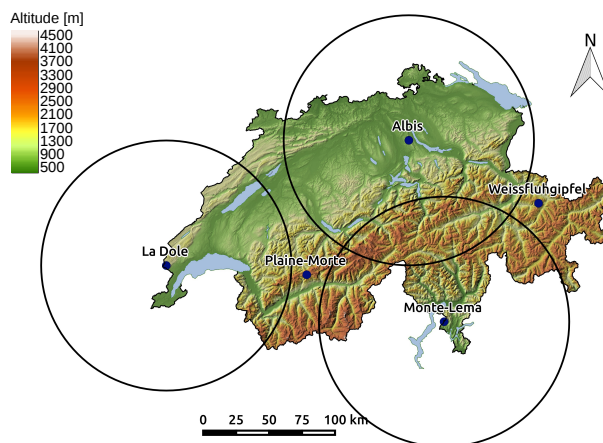 Altitude [m]
4500
4100
3700
3300
2900
2500
2100
1700
1300
900
500
N
Albis
Weissfluhgipfel
La Dole
Plaine-Morte
Monte-Lema
0 25 50 75 100 km